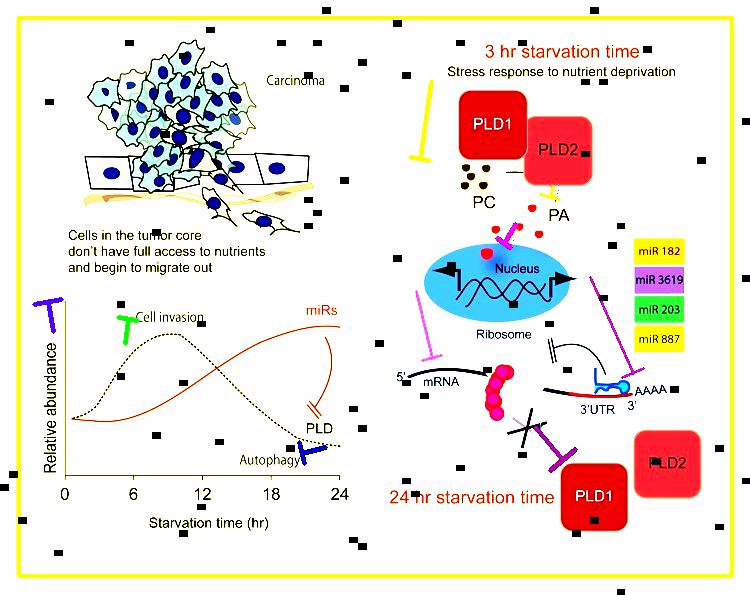 Carcinoma
Cells in the tumor core
don't have full access to nutrients
and begin to migrate out
Relative abundance
Cell invasion
miRs
PLD
Autophagy
0 6 12 18 24
Starvation time (hr)
3 hr starvation time
Stress response to nutrient deprivation
PLD1
PLD2
PC
PA
Nucleus
miR 182
miR 3619
miR 203
miR 887
Ribosome
5'
mRNA
AAAA
3'UTR
3'
24 hr starvation time
PLD1
PLD2